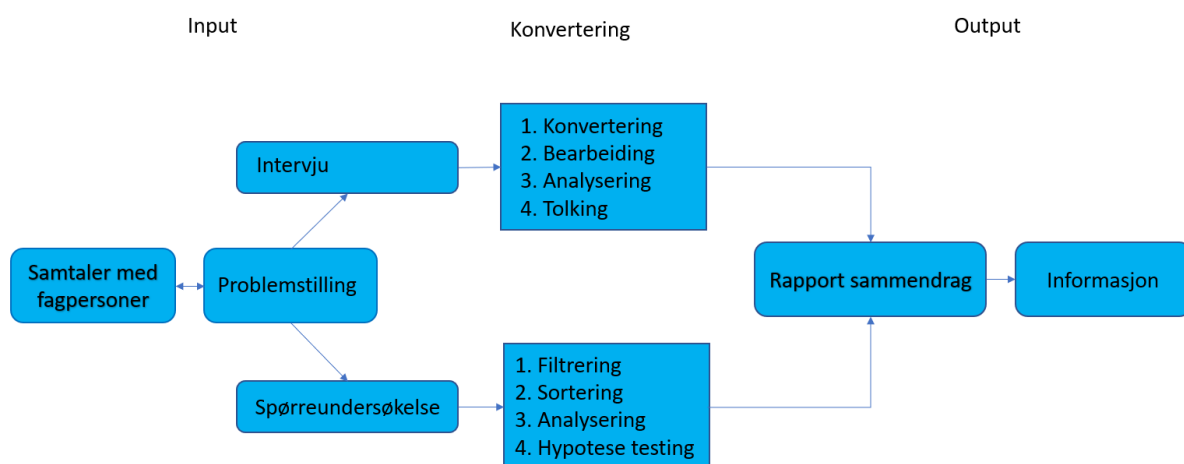 Input
Konvertering
Output
1. Konvertering
2. Bearbeiding
3. Analysering
4. Tolking
Intervju
Samtaler med
fagpersoner
Problemstilling
Rapport sammendrag
Informasjon
Spørreundersøkelse
1. Filtrering
2. Sortering
3. Analysering
4. Hypotese testing